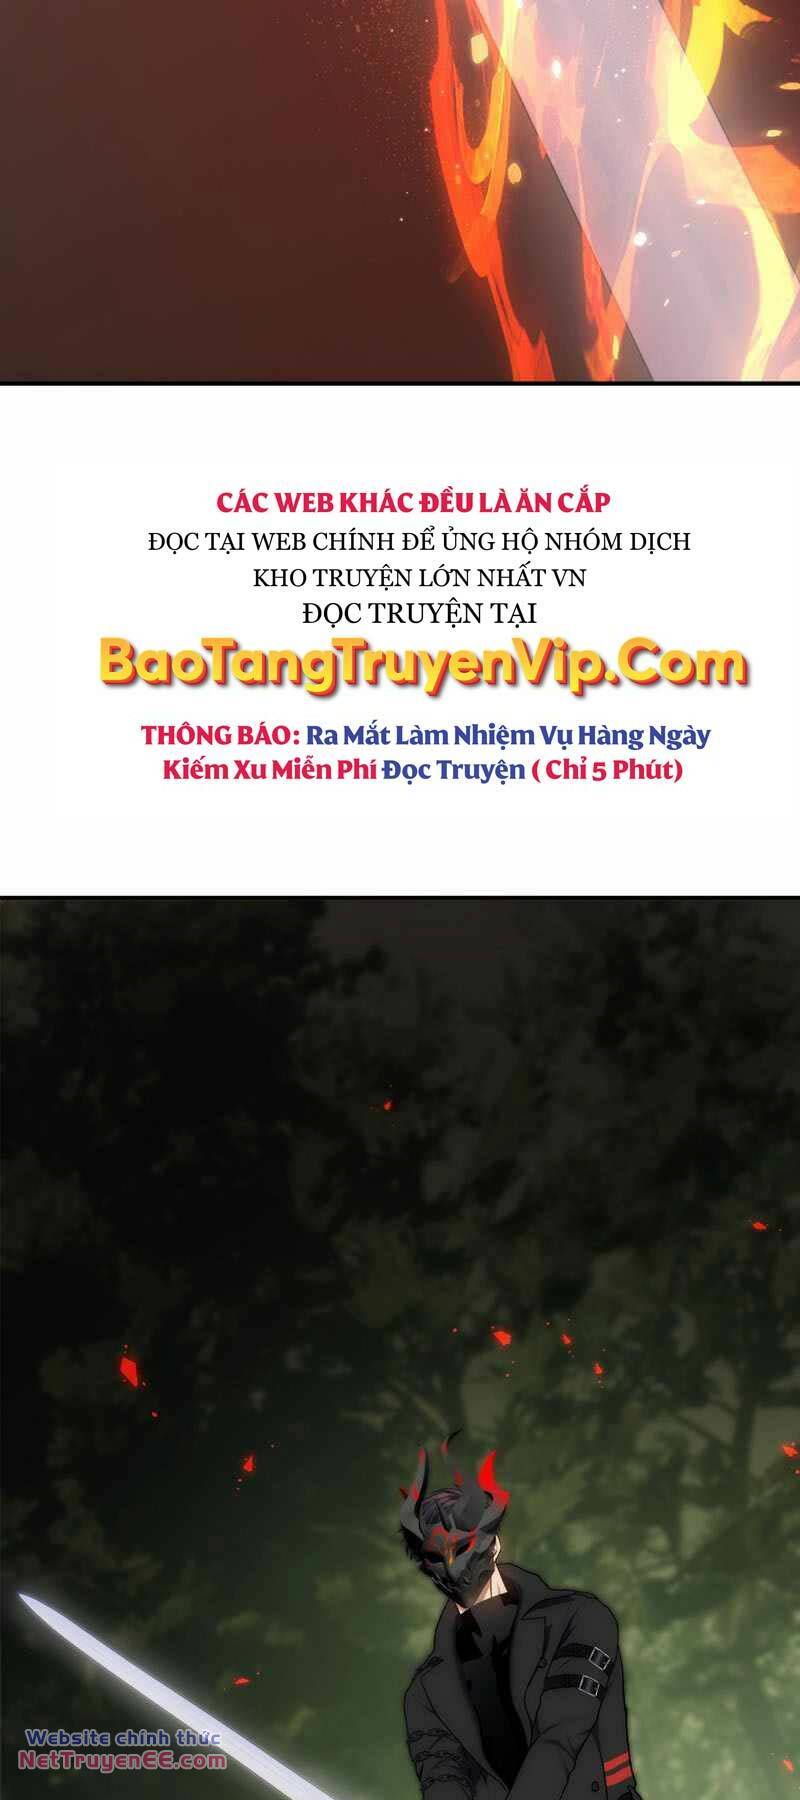 CÁC WEB KHÁC ĐỀU LÀ ĂN CẮP
ĐỌC TẠI WEB CHÍNH ĐỂ ỦNG HỘ NHÓM DỊCH
KHO TRUYỆN LỚN NHẤT VN
ĐỌC TRUYỆN TẠI
BaoTangTruyenVip.Com
THÔNG BÁO: Ra Mắt Làm Nhiệm Vụ Hàng Ngày
Kiếm Xu Miễn Phí Đọc Truyện ( Chỉ 5 Phút)
Website chính thức
NetTruyenEE.com